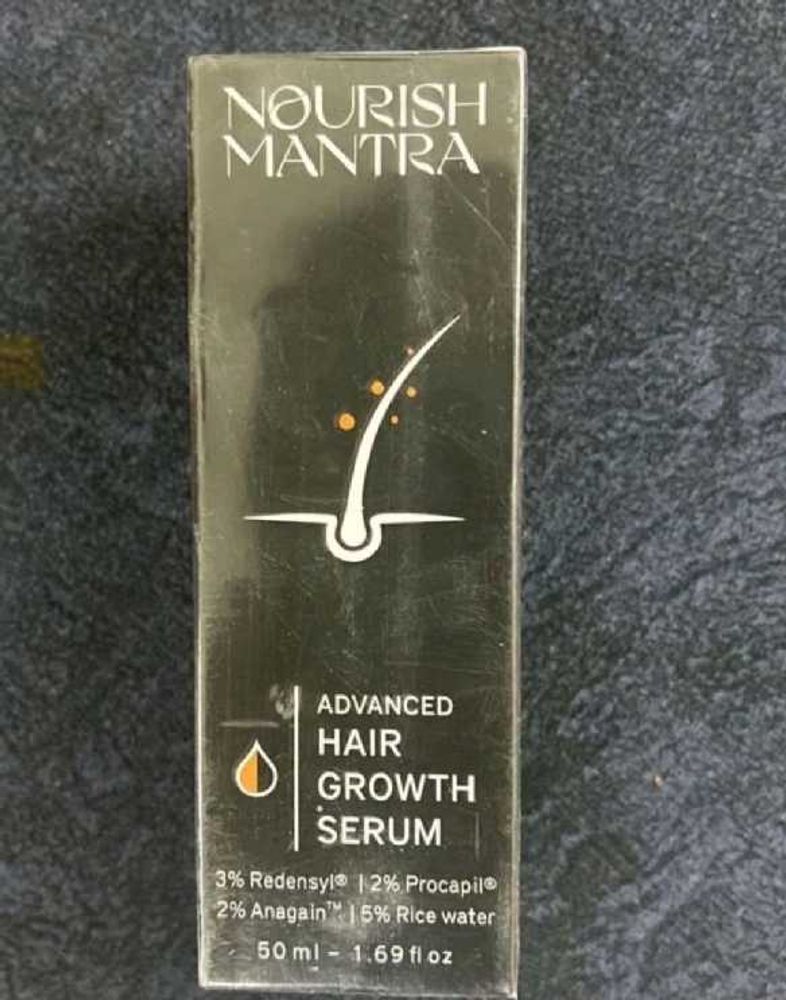 NOURISH
MANTRA
ADVANCED
HAIR
GROWTH
SERUM
3% Redensyl® | 2% Procapil®
2% Anagain™ | 5% Rice water
50 ml - 1.69 fl oz